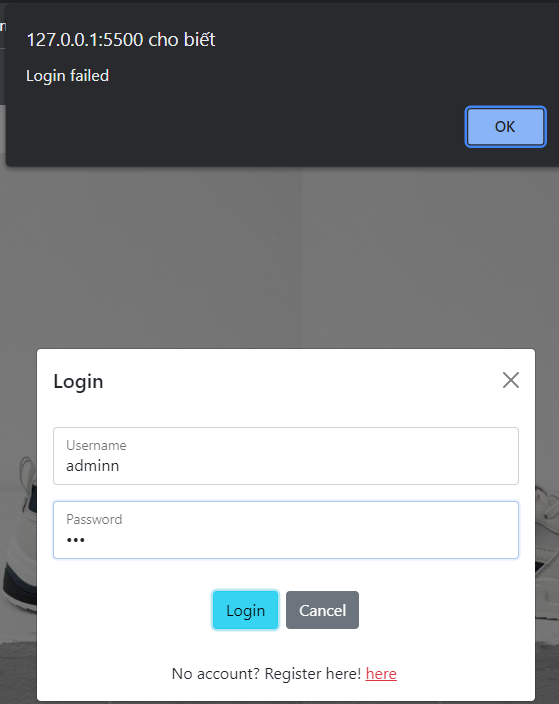 127.0.0.1:5500 cho biết
Login failed
OK
Login
Username
adminn
Password
•••
Login Cancel
No account? Register here! here